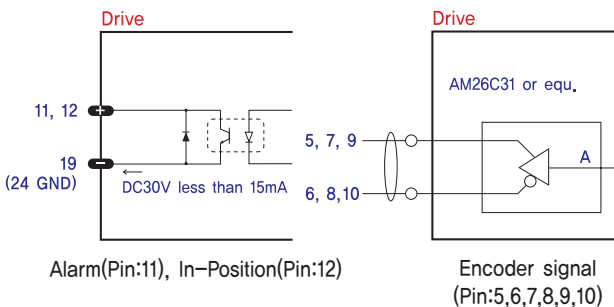 Drive
11, 12
19
(24 GND)
DC30V less than 15mA
Alarm(Pin:11), In-Position(Pin:12)
Drive
AM26C31 or equ.
5, 7, 9
A
6, 8,10
Encoder signal
(Pin:5,6,7,8,9,10)